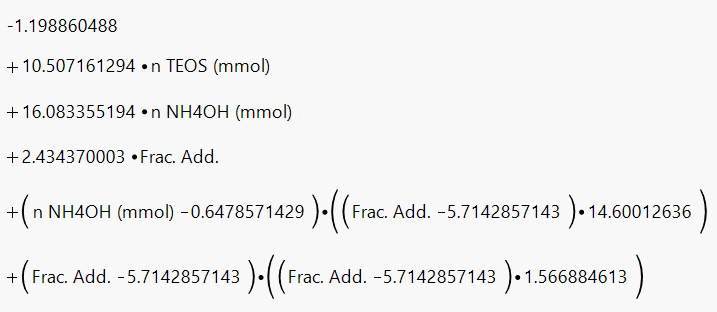 -1.198860488
+10.507161294 •n TEOS (mmol)
+16.083355194 •n NH4OH (mmol)
+2.434370003 •Frac. Add.
+(n NH4OH (mmol) −0.6478571429)•((Frac. Add. −5.7142857143)•14.60012636)
+(Frac. Add. −5.7142857143)•((Frac. Add. −5.7142857143)•1.566884613)